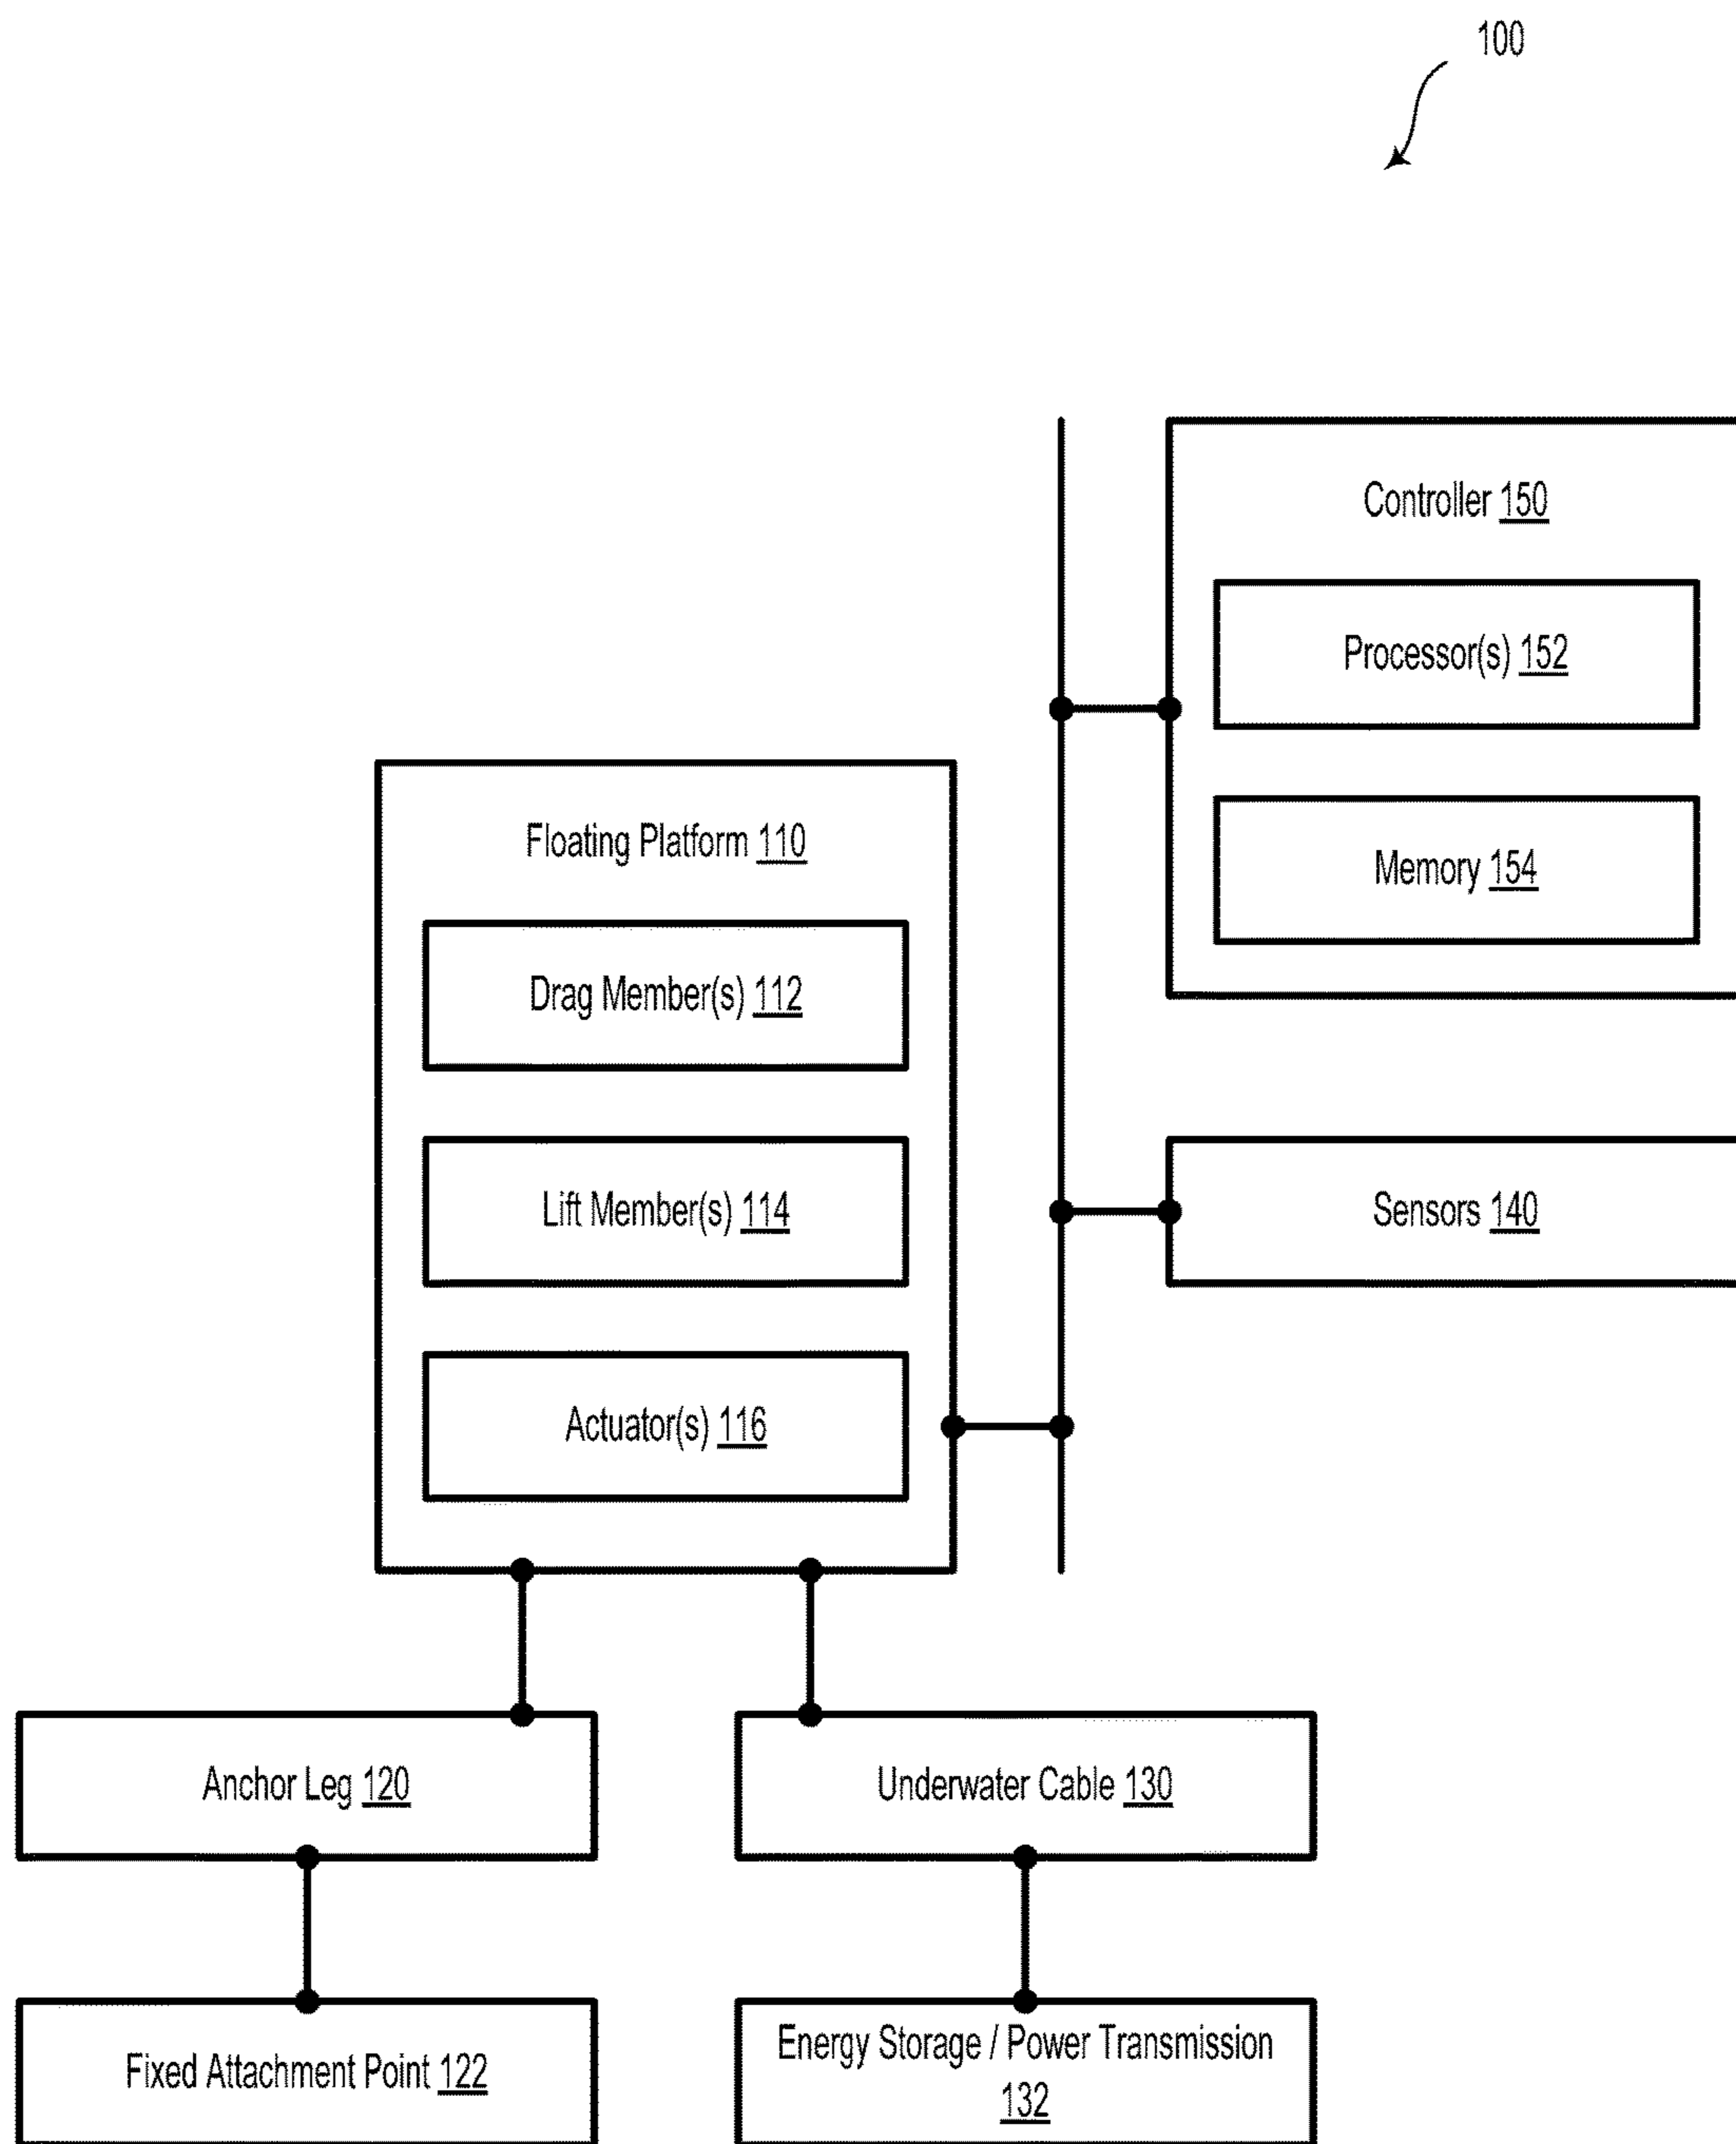 100
Controller 150
Processor(s) 152
Memory 154
Floating Platform 110
Drag Member(s) 112
Lift Member(s) 114
Actuator(s) 116
Sensors 140
Anchor Leg 120
Underwater Cable 130
Fixed Attachment Point 122
Energy Storage / Power Transmission
132